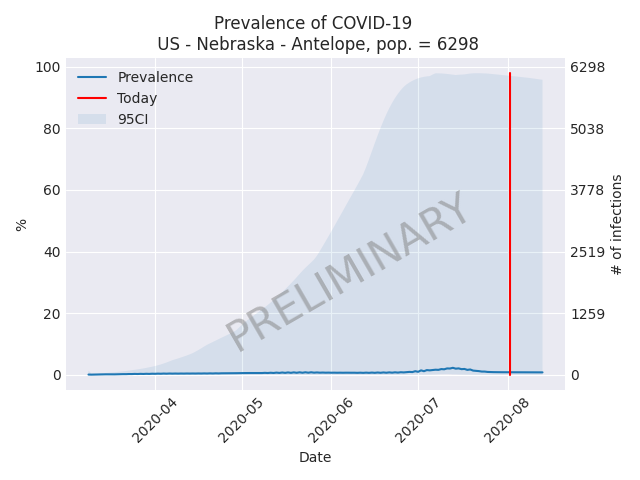 Prevalence of COVID-19
US - Nebraska - Antelope, pop. = 6298
Prevalence
Today
95CI
100
80
60
40
20
0
%
6298
5038
3778
2519
1259
0
# of infections
PRELIMINARY
2020-04
2020-05
2020-06
2020-07
2020-08
Date